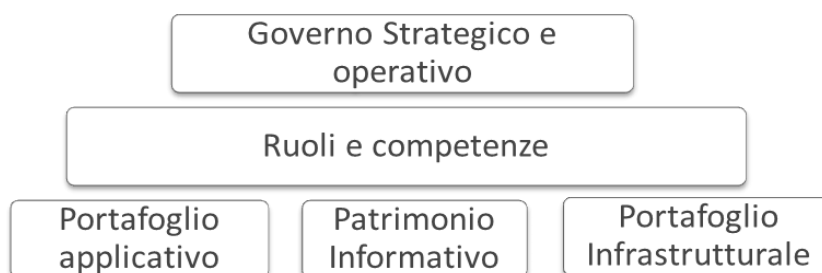 Governo Strategico e
operativo
Ruoli e competenze
Portafoglio
applicativo
Patrimonio
Informativo
Portafoglio
Infrastrutturale